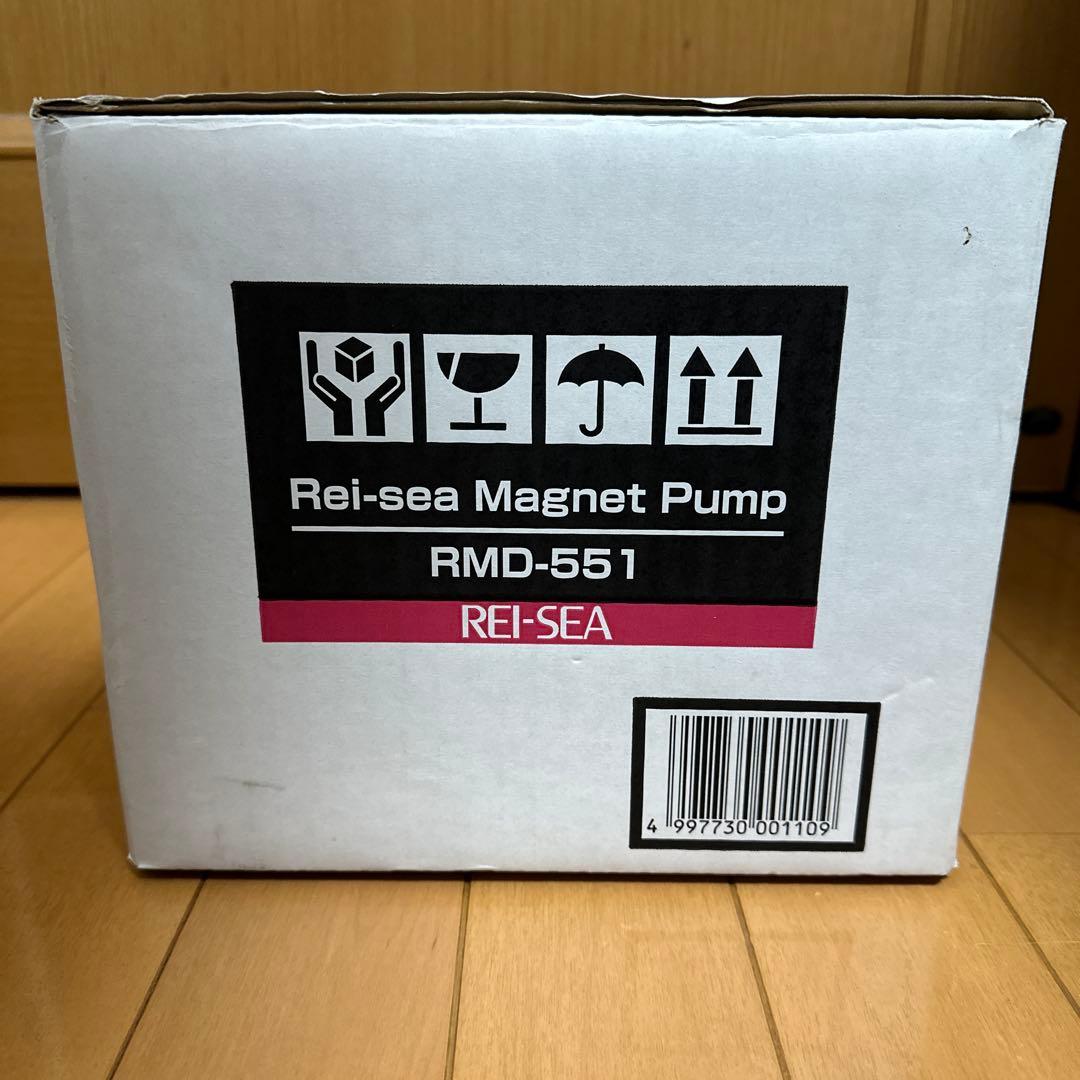 Rei-sea Magnet Pump
RMD-551
REI-SEA
4 997730 001109